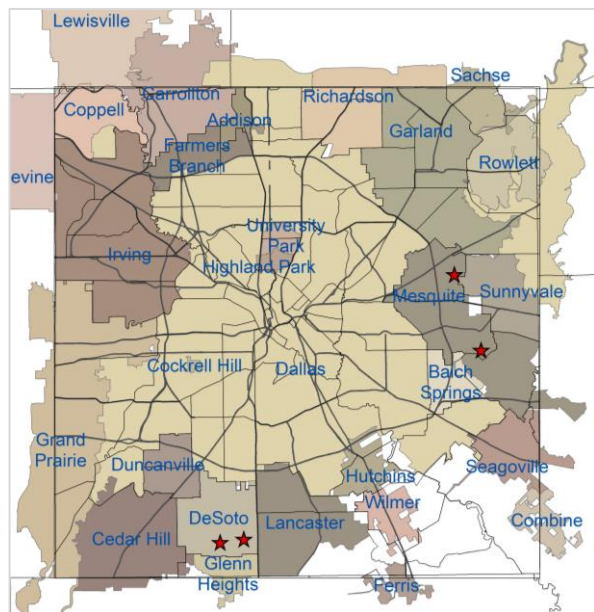 Lewisville
Sachse
Coppell
Carrollton
Richardson
Addison
Garland
Farmers
Branch
Rowlett
evine
University
Park
Irving
Highland Park
Mesquite
Sunnyvale
Cockrell Hill
Dallas
Balch
Springs
Grand
Prairie
Duncanville
Seagoville
Hutchins
Wilmer
DeSoto
Lancaster
Combine
Cedar Hill
Glenn
Heights
Ferris